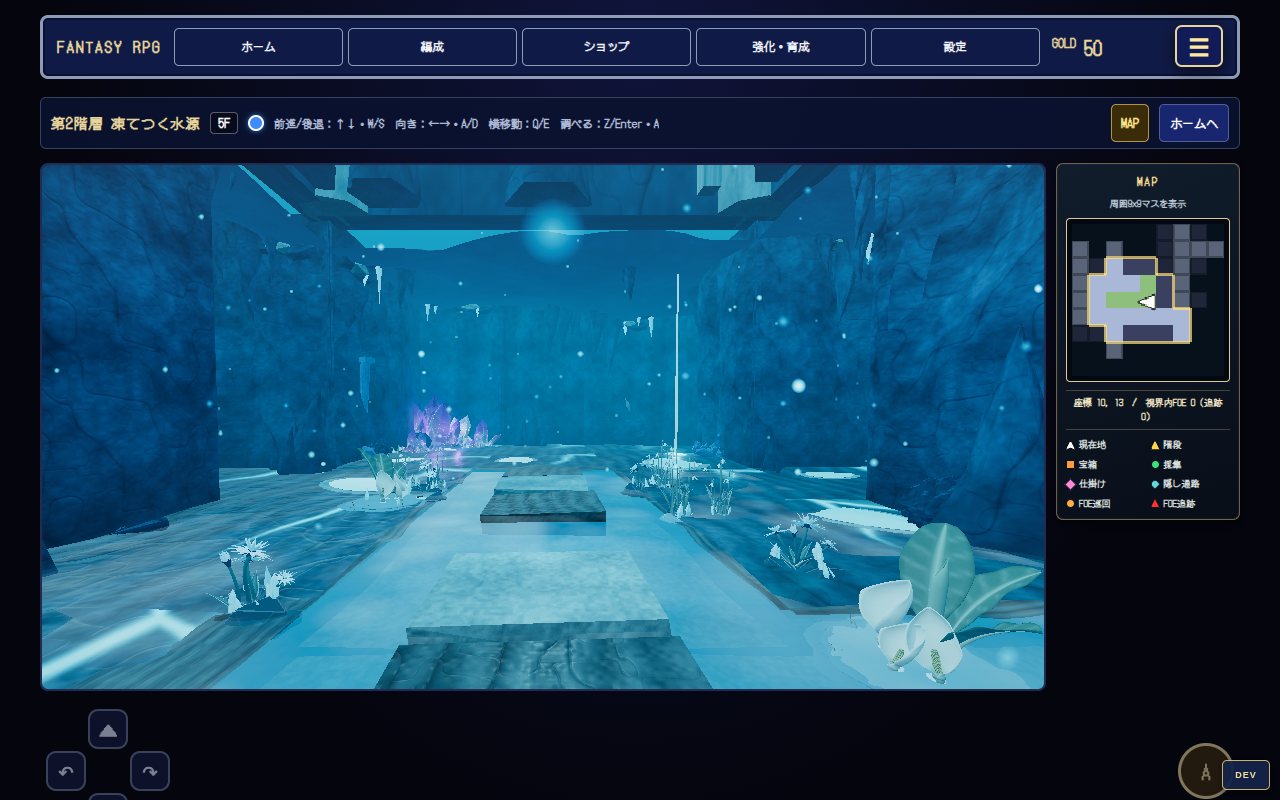 FANTASY RPG
ホーム
編成
ショップ
強化・育成
設定
GOLD 50
第2階層 凍てつく水源
5F
前進/後退：↑↓・W/S 向き：←→・A/D 横移動：Q/E 調べる：Z/Enter・A
MAP
ホームへ
MAP
周囲9x9マスを表示
座標 10, 13 / 視界内FOE 0（追跡
0）
現在地
階段
宝箱
採集
仕掛け
隠し通路
FOE巡回
FOE追跡
A
DEV